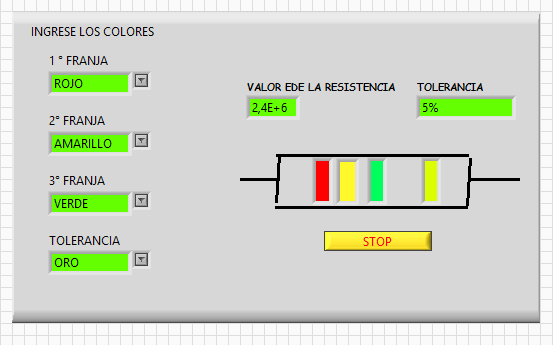 INGRESE LOS COLORES
1 ° FRANJA
ROJO
2° FRANJA
AMARILLO
3° FRANJA
VERDE
TOLERANCIA
ORO
VALOR EDE LA RESISTENCIA
2,4E+6
TOLERANCIA
5%
STOP